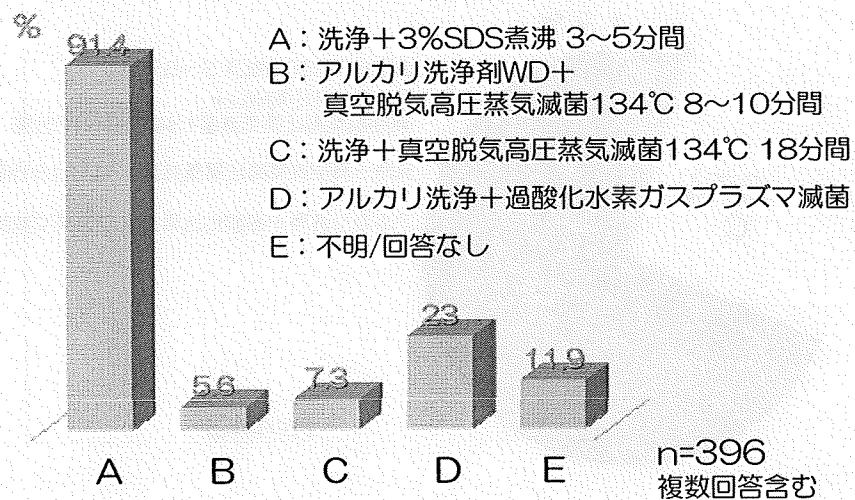 %
91.4
A：洗浄＋3%SDS煮沸 3〜5分間
B：アルカリ洗浄剤WD＋
真空脱気高圧蒸気滅菌134℃ 8〜10分間
C：洗浄＋真空脱気高圧蒸気滅菌134℃ 18分間
D：アルカリ洗浄＋過酸化水素ガスプラズマ滅菌
E：不明/回答なし
5.6
7.3
23
11.9
A B C D E
n=396
複数回答含む